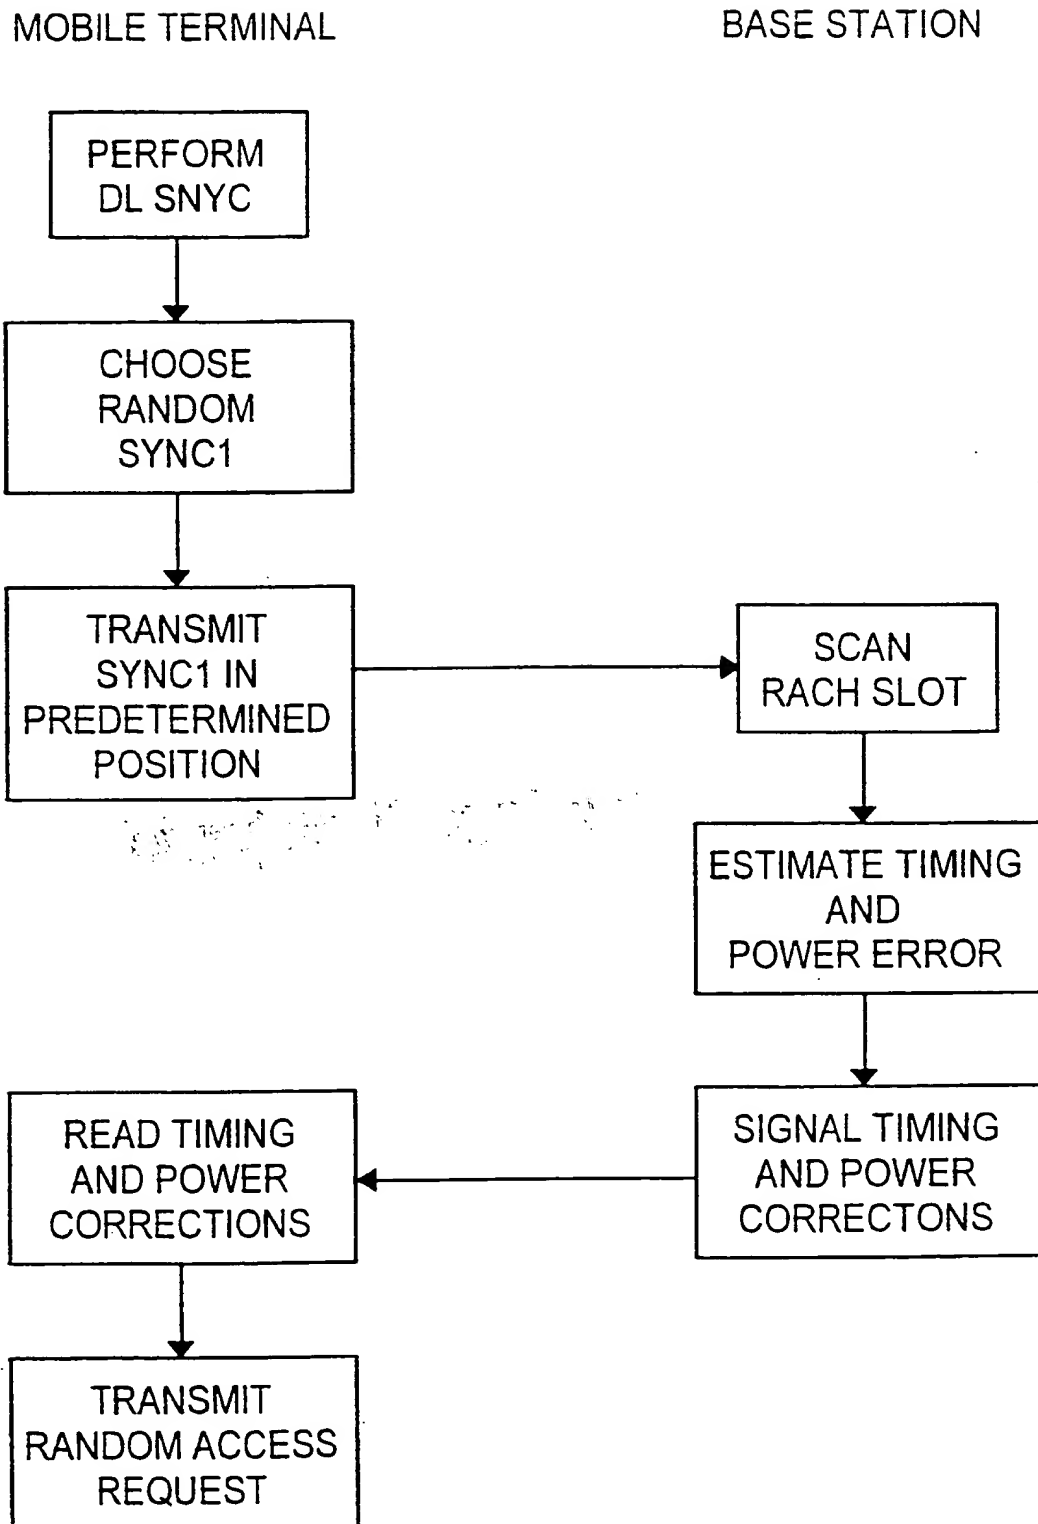 MOBILE TERMINAL
BASE STATION
PERFORM
DL SNYC
CHOOSE
RANDOM
SYNC1
TRANSMIT
SYNC1 IN
PREDETERMINED
POSITION
SCAN
RACH SLOT
ESTIMATE TIMING
AND
POWER ERROR
SIGNAL TIMING
AND POWER
CORRECTONS
READ TIMING
AND POWER
CORRECTIONS
TRANSMIT
RANDOM ACCESS
REQUEST